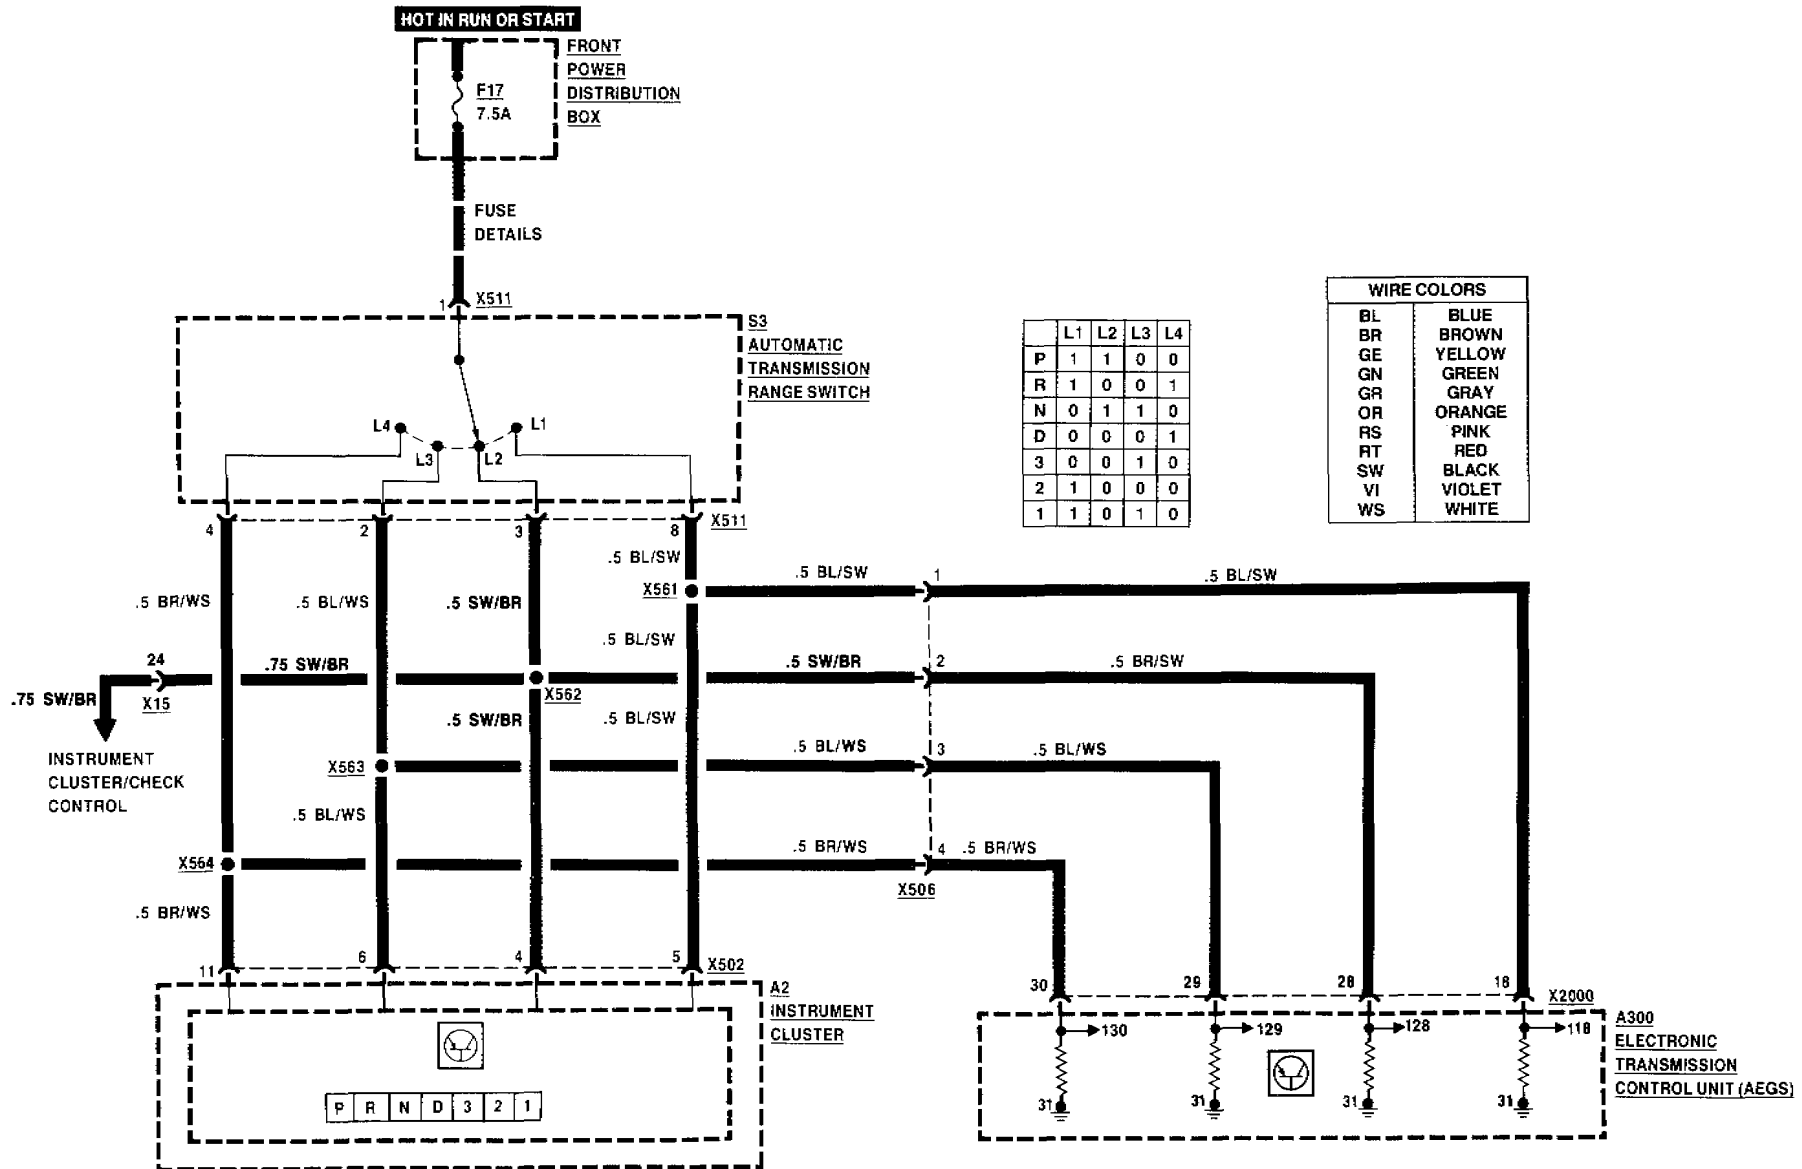 HOT IN RUN OR START
FRONT
POWER
DISTRIBUTION
BOX
F17
7.5A
FUSE
DETAILS
1
X511
S3
AUTOMATIC
TRANSMISSION
RANGE SWITCH
L4
L3
L2
L1
L1 L2 L3 L4
P 1 1 0 0
R 1 0 0 1
N 0 1 1 0
D 0 0 0 1
3 0 0 1 0
2 1 0 0 0
1 1 0 1 0
WIRE COLORS
BL BLUE
BR BROWN
GE YELLOW
GN GREEN
GR GRAY
OR ORANGE
RS PINK
RT RED
SW BLACK
VI VIOLET
WS WHITE
4 2 3 8 X511
.5 BL/SW
.5 BL/SW 1 .5 BL/SW
X561
.5 BR/WS .5 BL/WS .5 SW/BR
.5 BL/SW
24 .75 SW/BR .5 SW/BR 2 .5 BR/SW
.75 SW/BR X15 X562
.5 SW/BR .5 BL/SW
INSTRUMENT
CLUSTER/CHECK
CONTROL
X563 .5 BL/WS 3 .5 BL/WS
.5 BL/WS
X564 .5 BR/WS 4 .5 BR/WS
X506
.5 BR/WS
11 6 4 5 X502
A2
INSTRUMENT
CLUSTER
P R N D 3 2 1
30 29 28 18 X2000
130 129 128 118
31 31 31 31
A300
ELECTRONIC
TRANSMISSION
CONTROL UNIT (AEGS)